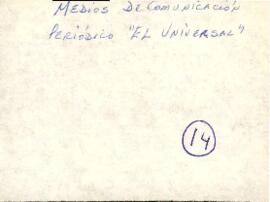 MEDIOS DE COMUNICACIÓN
PERIÓDICO "EL UNIVERSAL"
14